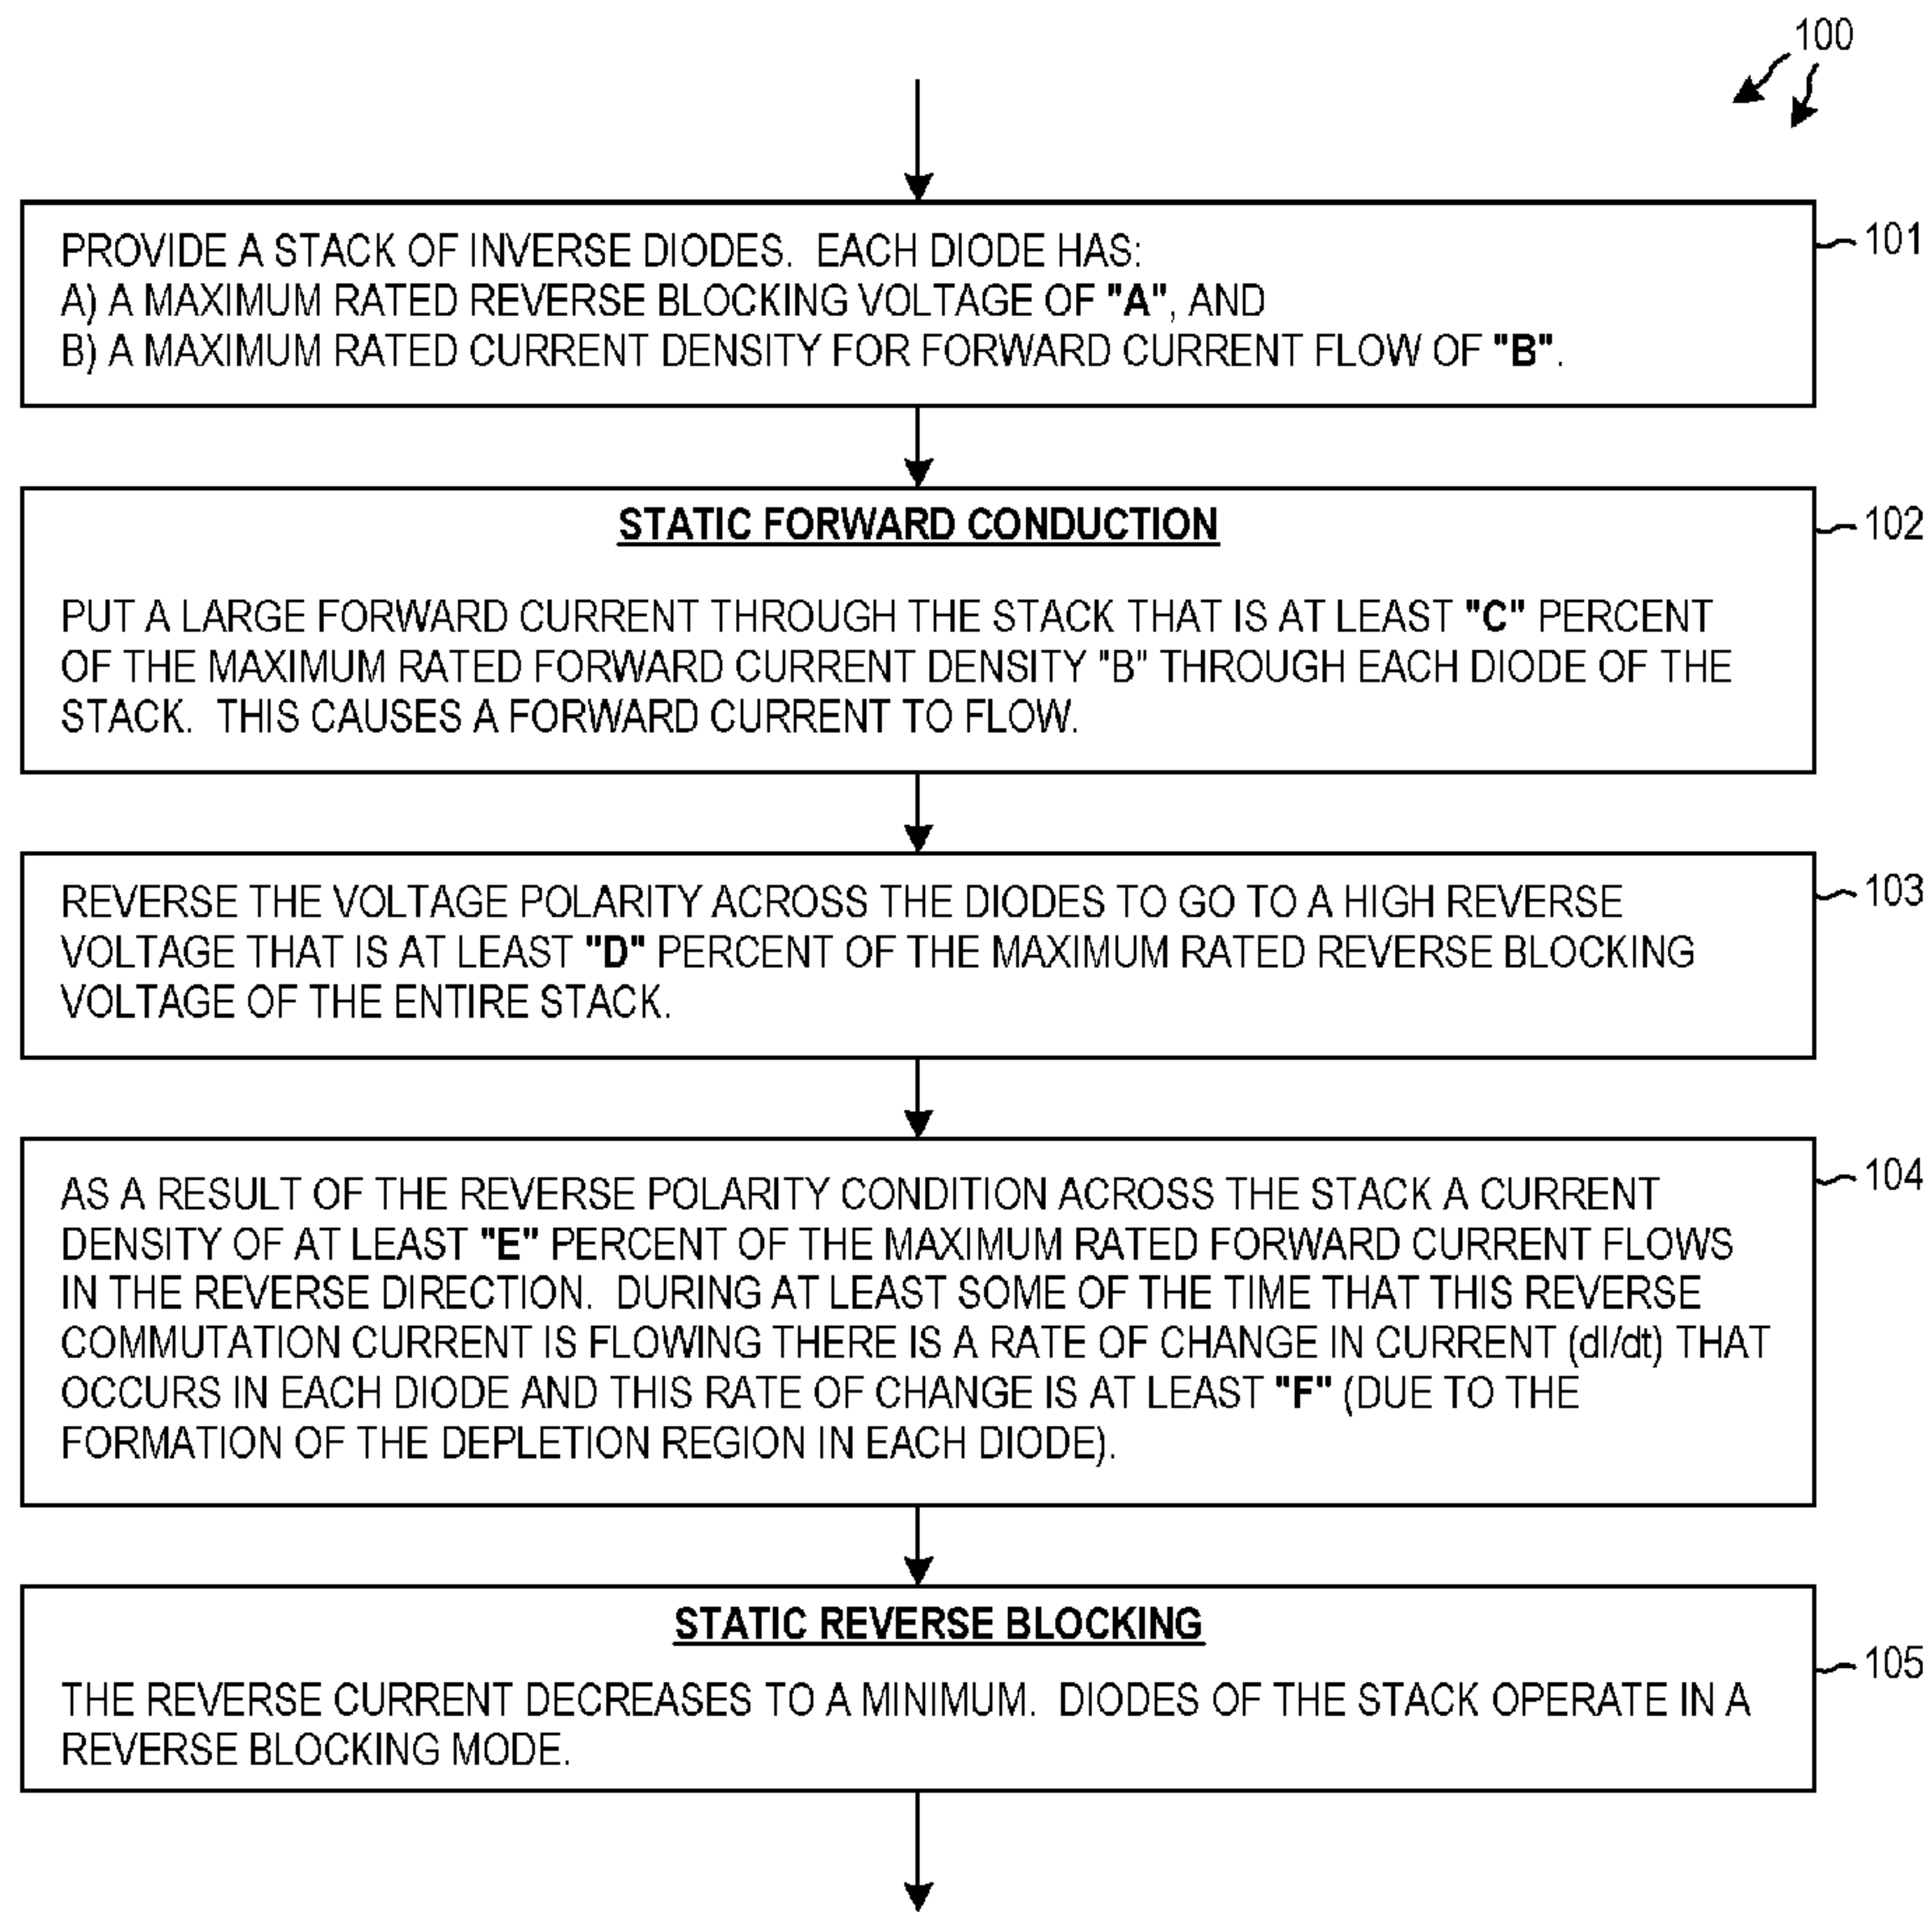 100
PROVIDE A STACK OF INVERSE DIODES. EACH DIODE HAS:
A) A MAXIMUM RATED REVERSE BLOCKING VOLTAGE OF "A", AND
B) A MAXIMUM RATED CURRENT DENSITY FOR FORWARD CURRENT FLOW OF "B".
101
STATIC FORWARD CONDUCTION
102
PUT A LARGE FORWARD CURRENT THROUGH THE STACK THAT IS AT LEAST "C" PERCENT
OF THE MAXIMUM RATED FORWARD CURRENT DENSITY "B" THROUGH EACH DIODE OF THE
STACK. THIS CAUSES A FORWARD CURRENT TO FLOW.
REVERSE THE VOLTAGE POLARITY ACROSS THE DIODES TO GO TO A HIGH REVERSE
VOLTAGE THAT IS AT LEAST "D" PERCENT OF THE MAXIMUM RATED REVERSE BLOCKING
VOLTAGE OF THE ENTIRE STACK.
103
AS A RESULT OF THE REVERSE POLARITY CONDITION ACROSS THE STACK A CURRENT
DENSITY OF AT LEAST "E" PERCENT OF THE MAXIMUM RATED FORWARD CURRENT FLOWS
IN THE REVERSE DIRECTION. DURING AT LEAST SOME OF THE TIME THAT THIS REVERSE
COMMUTATION CURRENT IS FLOWING THERE IS A RATE OF CHANGE IN CURRENT (dI/dt) THAT
OCCURS IN EACH DIODE AND THIS RATE OF CHANGE IS AT LEAST "F" (DUE TO THE
FORMATION OF THE DEPLETION REGION IN EACH DIODE).
104
STATIC REVERSE BLOCKING
105
THE REVERSE CURRENT DECREASES TO A MINIMUM. DIODES OF THE STACK OPERATE IN A
REVERSE BLOCKING MODE.